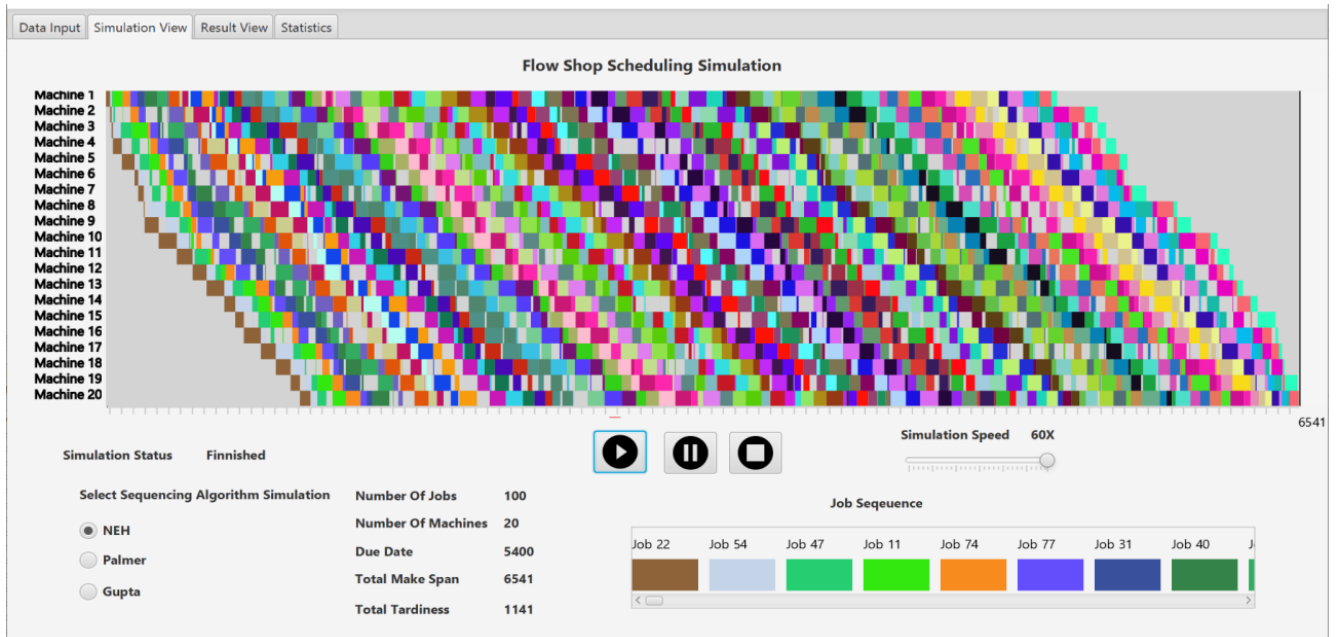 Data Input Simulation View Result View Statistics
Flow Shop Scheduling Simulation
Machine 1
Machine 2
Machine 3
Machine 4
Machine 5
Machine 6
Machine 7
Machine 8
Machine 9
Machine 10
Machine 11
Machine 12
Machine 13
Machine 14
Machine 15
Machine 16
Machine 17
Machine 18
Machine 19
Machine 20
6541
Simulation Speed 60X
Simulation Status Finnished
Select Sequencing Algorithm Simulation
NEH
Palmer
Gupta
Number Of Jobs 100
Number Of Machines 20
Due Date 5400
Total Make Span 6541
Total Tardiness 1141
Job Seqeuence
Job 22 Job 54 Job 47 Job 11 Job 74 Job 77 Job 31 Job 40